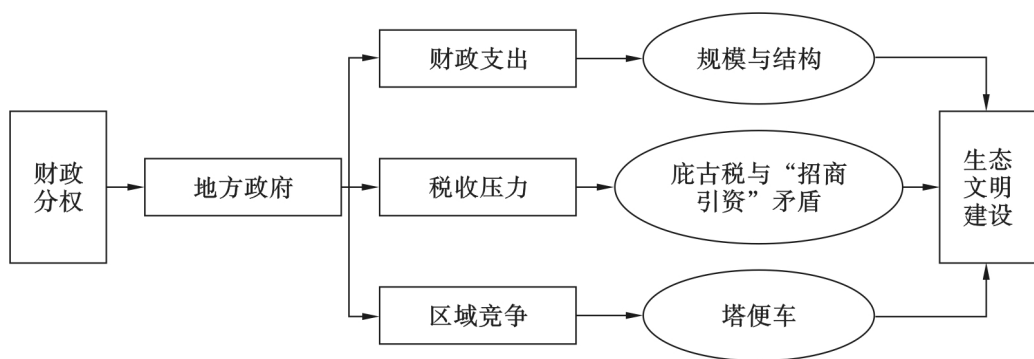 财政
分权
地方政府
财政支出
规模与结构
税收压力
庇古税与“招商
引资”矛盾
区域竞争
塔便车
生态
文明
建设